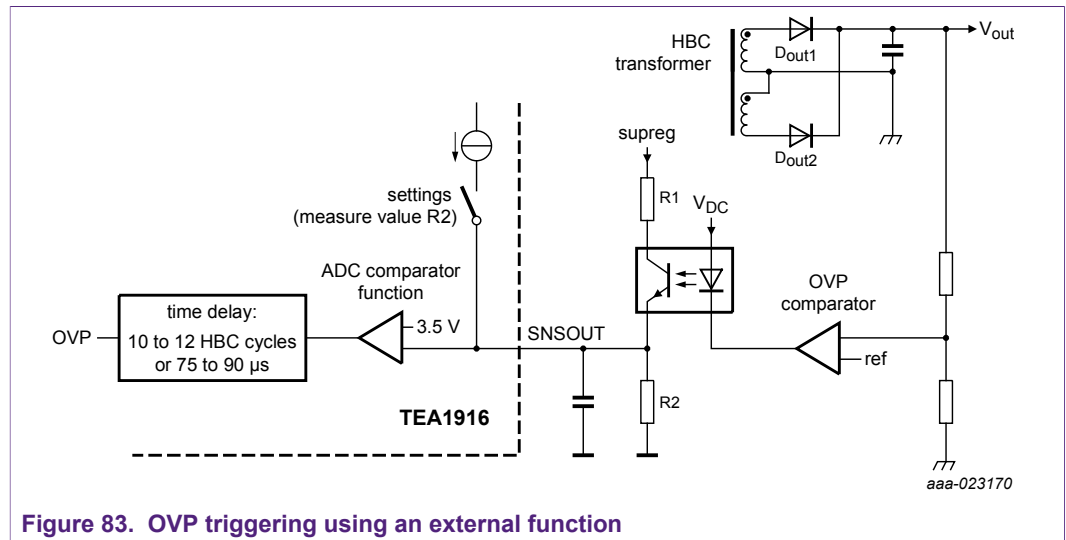 HBC
transformer
Dout1
Vout
Dout2
supreg
R1
VDC
settings
(measure value R2)
ADC comparator
function
OVP
comparator
time delay:
10 to 12 HBC cycles
or 75 to 90 µs
OVP
3.5 V
SNSOUT
ref
R2
TEA1916
aaa-023170
Figure 83. OVP triggering using an external function